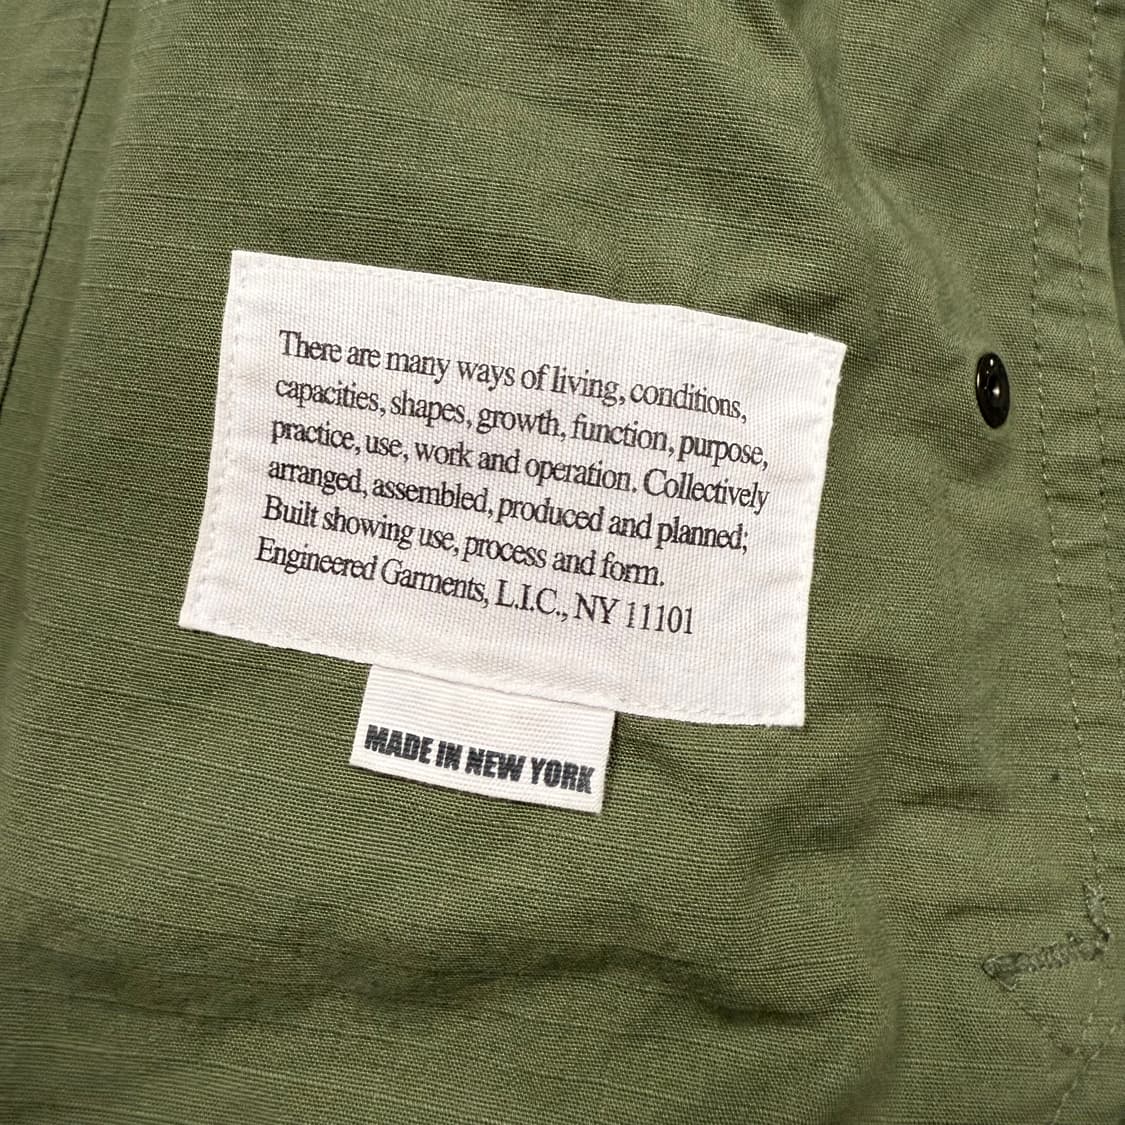 There are many ways of living, conditions,
capacities, shapes, growth, function, purpose,
practice, use, work and operation. Collectively
arranged, assembled, produced and planned;
Built showing use, process and form.
Engineered Garments, L.I.C., NY 11101
MADE IN NEW YORK